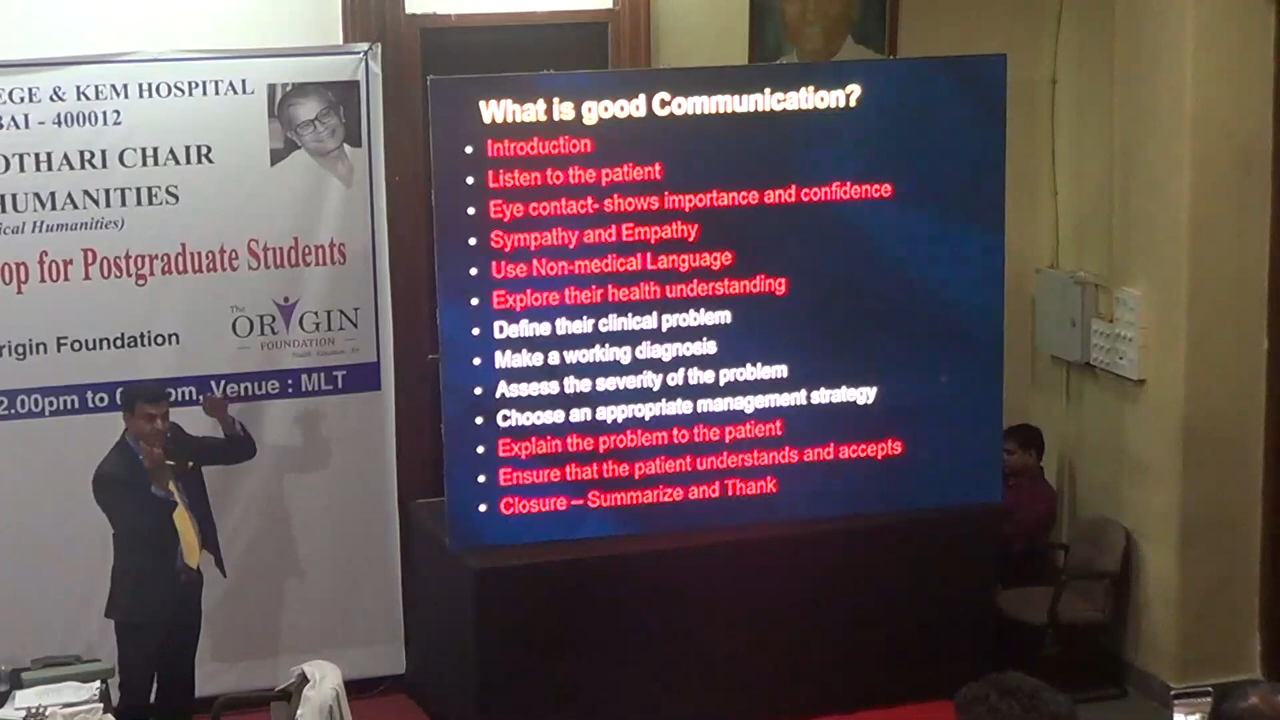 EGE & KEM HOSPITAL
BAI - 400012
OTHARI CHAIR
HUMANITIES
ical Humanities)
op for Postgraduate Students
rigin Foundation
The
ORIGIN
FOUNDATION
2.00pm to 6 pm, Venue : MLT
What is good Communication?
• Introduction
• Listen to the patient
• Eye contact- shows importance and confidence
• Sympathy and Empathy
• Use Non-medical Language
• Explore their health understanding
• Define their clinical problem
• Make a working diagnosis
• Assess the severity of the problem
• Choose an appropriate management strategy
• Explain the problem to the patient
• Ensure that the patient understands and accepts
• Closure – Summarize and Thank